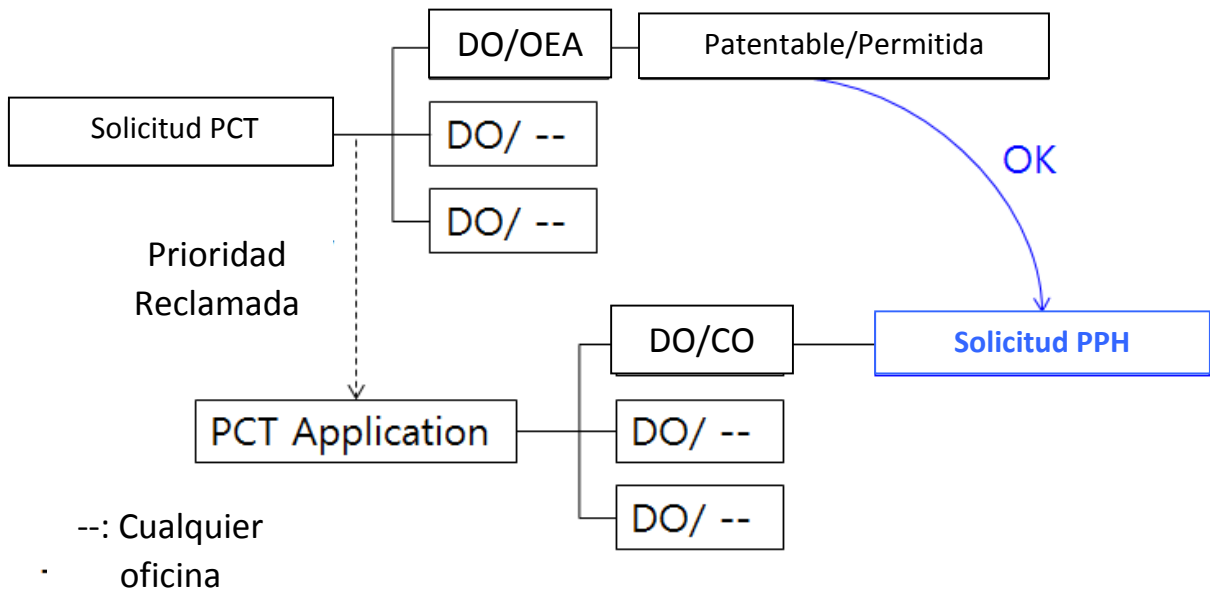 DO/OEA
Patentable/Permitida
Solicitud PCT
DO/ --
OK
DO/ --
Prioridad
Reclamada
DO/CO
Solicitud PPH
PCT Application
DO/ --
DO/ --
--: Cualquier
oficina